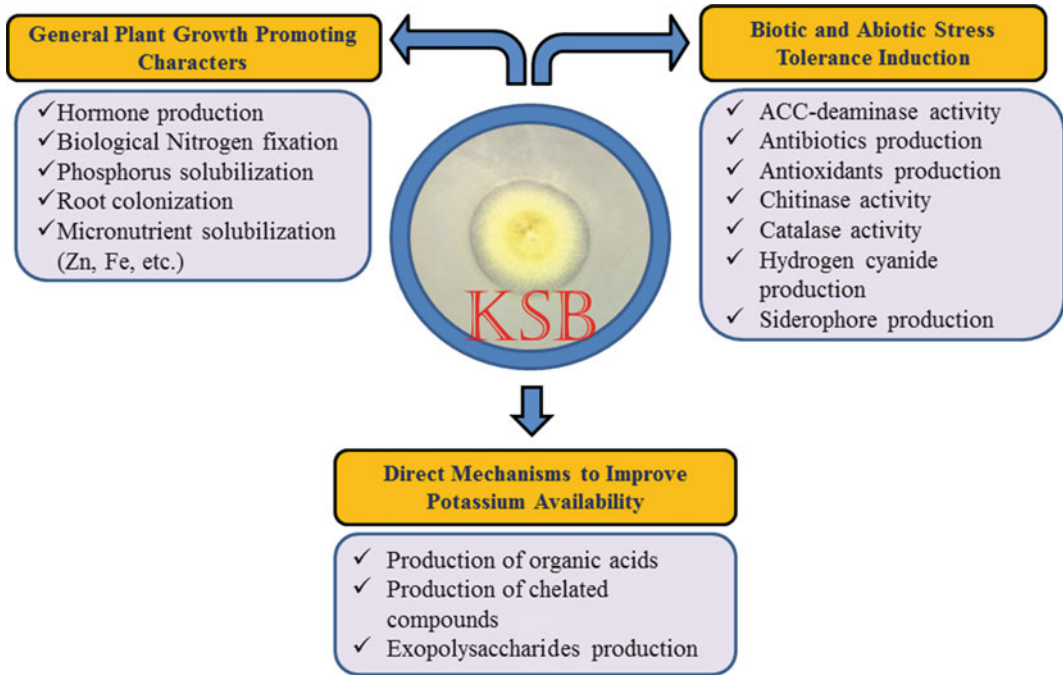 General Plant Growth Promoting
Characters
✓Hormone production
✓Biological Nitrogen fixation
✓Phosphorus solubilization
✓Root colonization
✓Micronutrient solubilization
(Zn, Fe, etc.)
Biotic and Abiotic Stress
Tolerance Induction
✓ ACC-deaminase activity
✓ Antibiotics production
✓ Antioxidants production
✓ Chitinase activity
✓ Catalase activity
✓ Hydrogen cyanide
production
✓ Siderophore production
KSB
Direct Mechanisms to Improve
Potassium Availability
✓ Production of organic acids
✓ Production of chelated
compounds
✓ Exopolysaccharides production